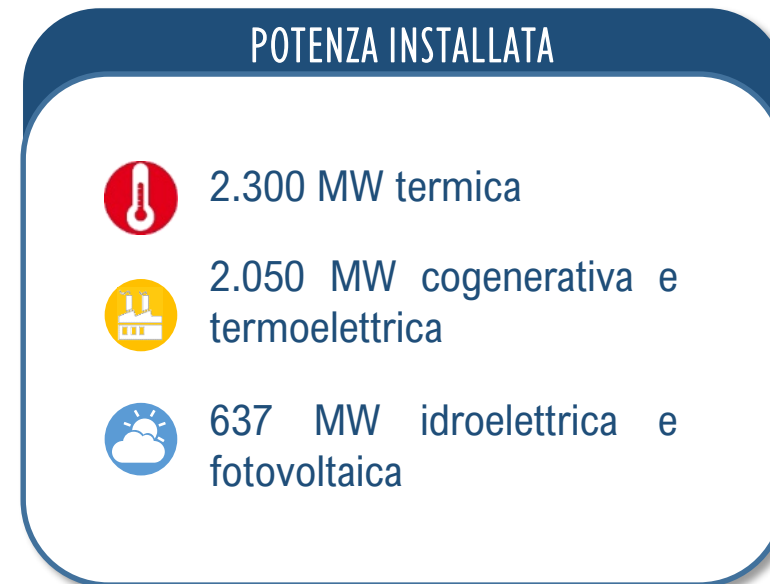 POTENZA INSTALLATA
2.300 MW termica
2.050 MW cogenerativa e
termoelettrica
637 MW idroelettrica e
fotovoltaica